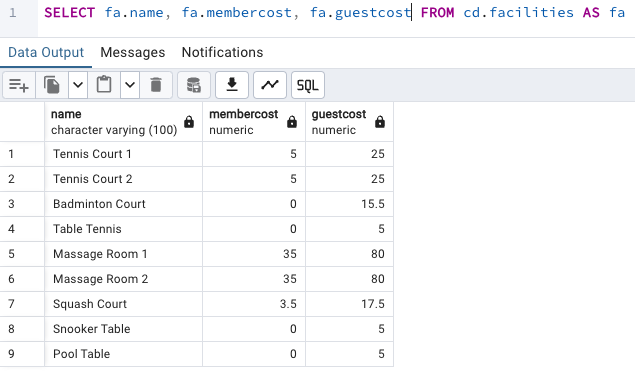 1 SELECT fa.name, fa.membercost, fa.guestcost FROM cd.facilities AS fa
Data Output Messages Notifications
SQL
name membercost guestcost
character varying (100) numeric numeric
1 Tennis Court 1 5 25
2 Tennis Court 2 5 25
3 Badminton Court 0 15.5
4 Table Tennis 0 5
5 Massage Room 1 35 80
6 Massage Room 2 35 80
7 Squash Court 3.5 17.5
8 Snooker Table 0 5
9 Pool Table 0 5